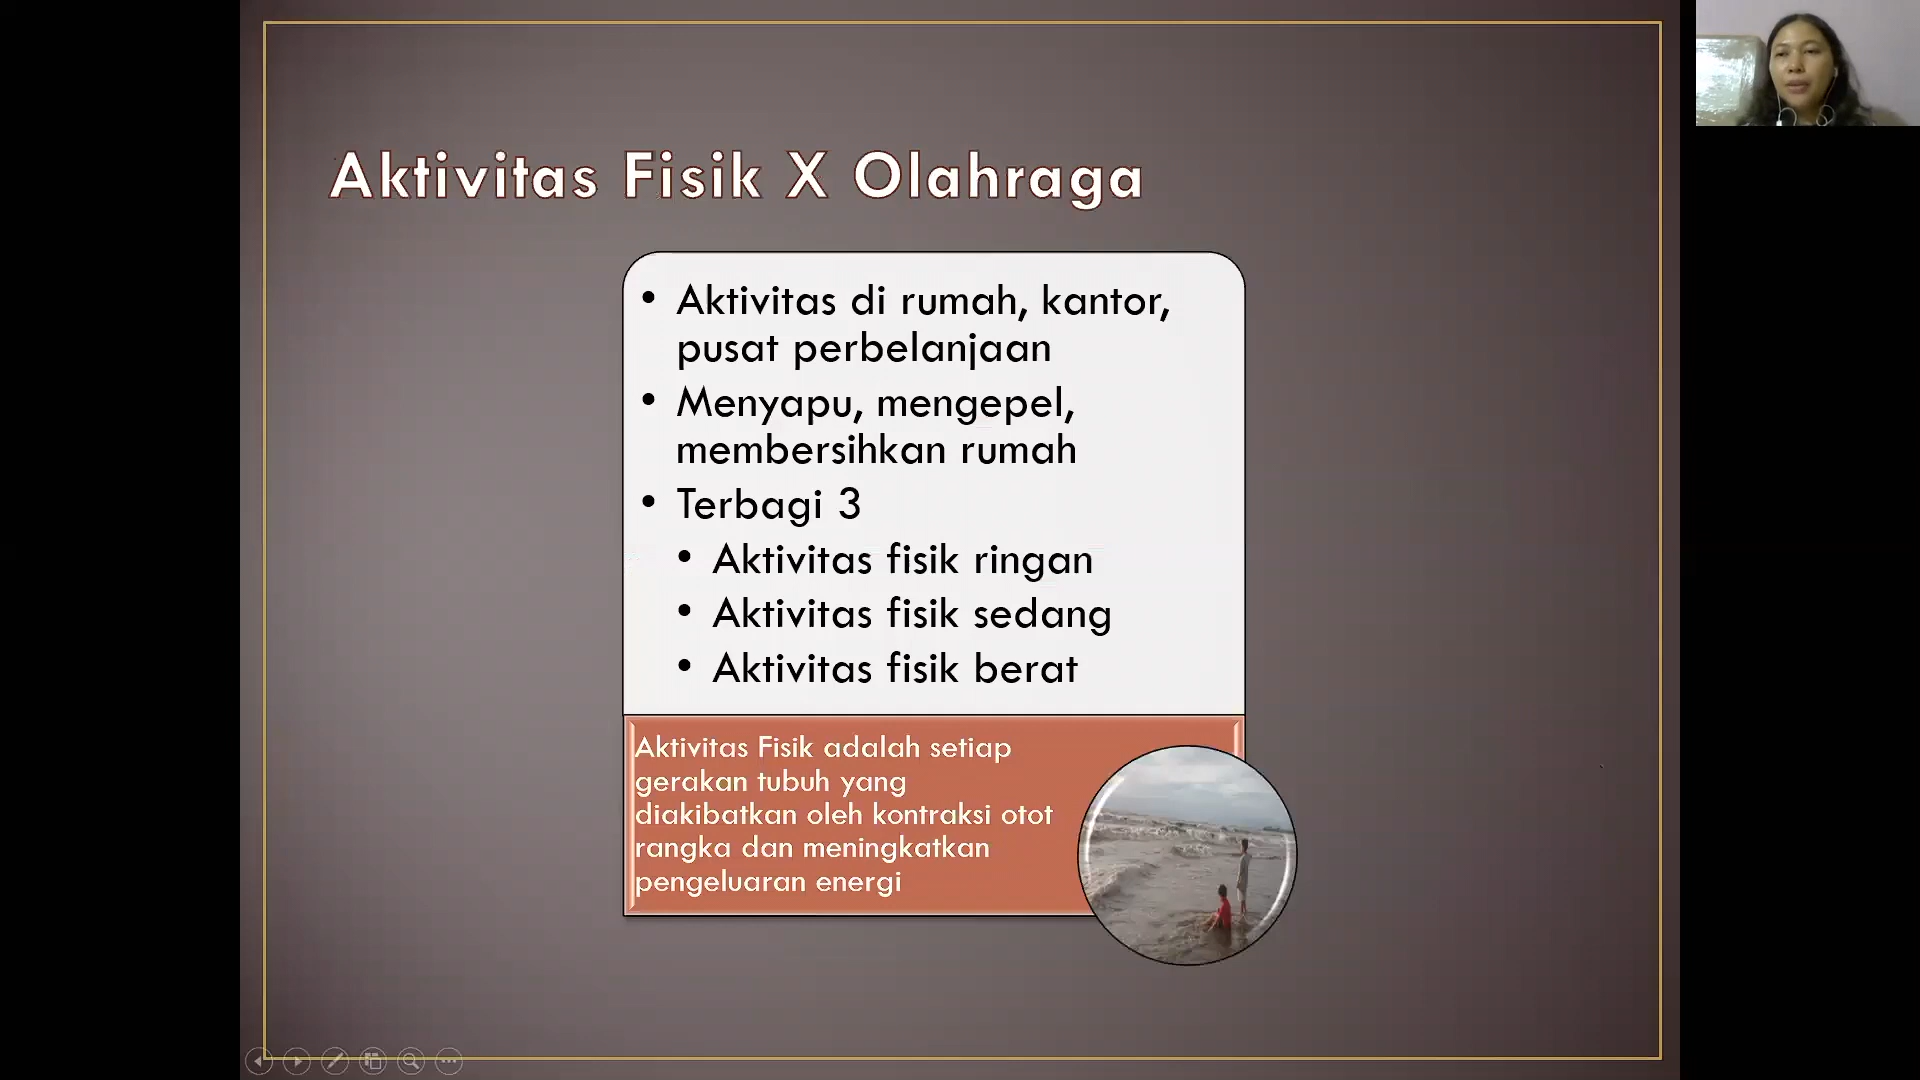 Aktivitas Fisik X Olahraga
• Aktivitas di rumah, kantor,
pusat perbelanjaan
• Menyapu, mengepel,
membersihkan rumah
• Terbagi 3
• Aktivitas fisik ringan
• Aktivitas fisik sedang
• Aktivitas fisik berat
Aktivitas Fisik adalah setiap
gerakan tubuh yang
diakibatkan oleh kontraksi otot
rangka dan meningkatkan
pengeluaran energi